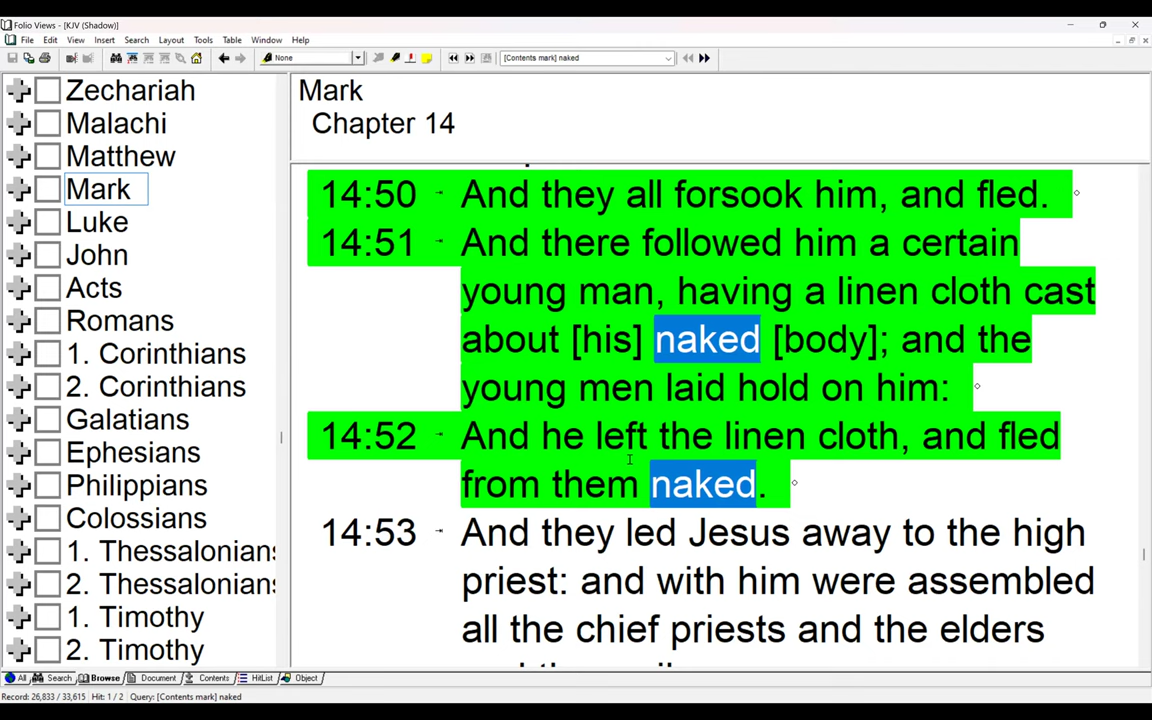 Folio Views - [KJV (Shadow)]
File Edit View Insert Search Layout Tools Table Window Help
None
[Contents mark] naked
Zechariah
Malachi
Matthew
Mark
Luke
John
Acts
Romans
1. Corinthians
2. Corinthians
Galatians
Ephesians
Philippians
Colossians
1. Thessalonians
2. Thessalonians
1. Timothy
2. Timothy
Mark
Chapter 14
14:50 And they all forsook him, and fled.
14:51 And there followed him a certain
young man, having a linen cloth cast
about [his] naked [body]; and the
young men laid hold on him:
14:52 And he left the linen cloth, and fled
from them naked.
14:53 And they led Jesus away to the high
priest: and with him were assembled
all the chief priests and the elders
All Search Browse Document Contents HitList Object
Record: 26,833 / 33,615 Hit: 1 / 2 Query: [Contents mark] naked